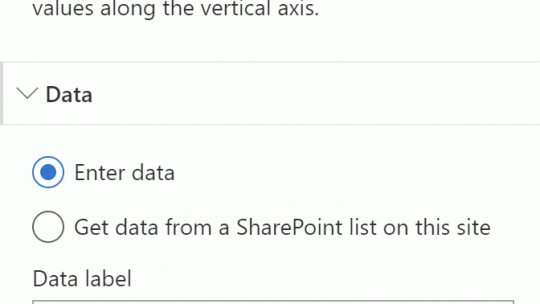 values along the vertical axis.
Data
Enter data
Get data from a SharePoint list on this site
Data label